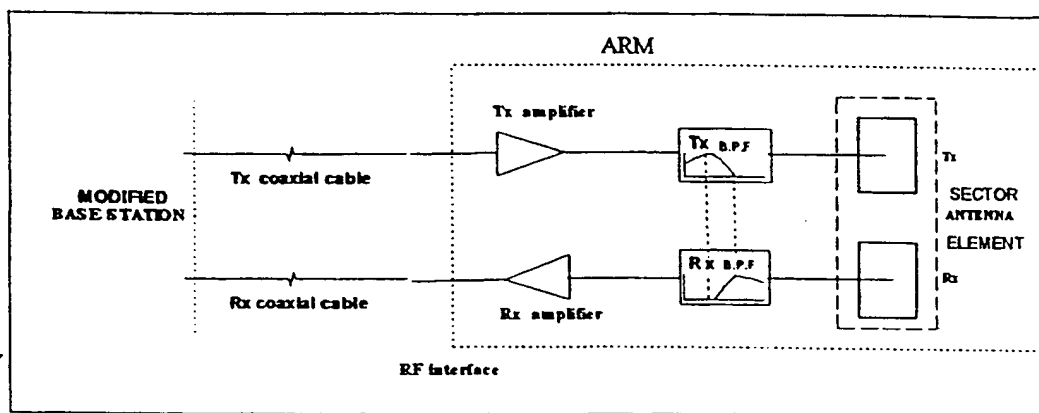 ARM
Tx amplifier
Tx B.P.F
Tx
Tx coaxial cable
MODIFIED
BASE STATION
SECTOR
ANTENNA
ELEMENT
Rx B.P.F
Rx
Rx coaxial cable
Rx amplifier
RF interface